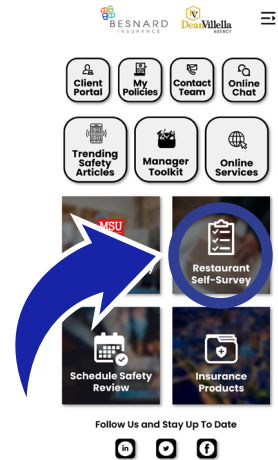 BESNARD
INSURANCE
DeanVillella
AGENCY
Client
Portal
My
Policies
Contact
Team
Online
Chat
Trending
Safety
Articles
Manager
Toolkit
Online
Services
MSU
Restaurant
Self-Survey
Schedule Safety
Review
Insurance
Products
Follow Us and Stay Up To Date
in
f